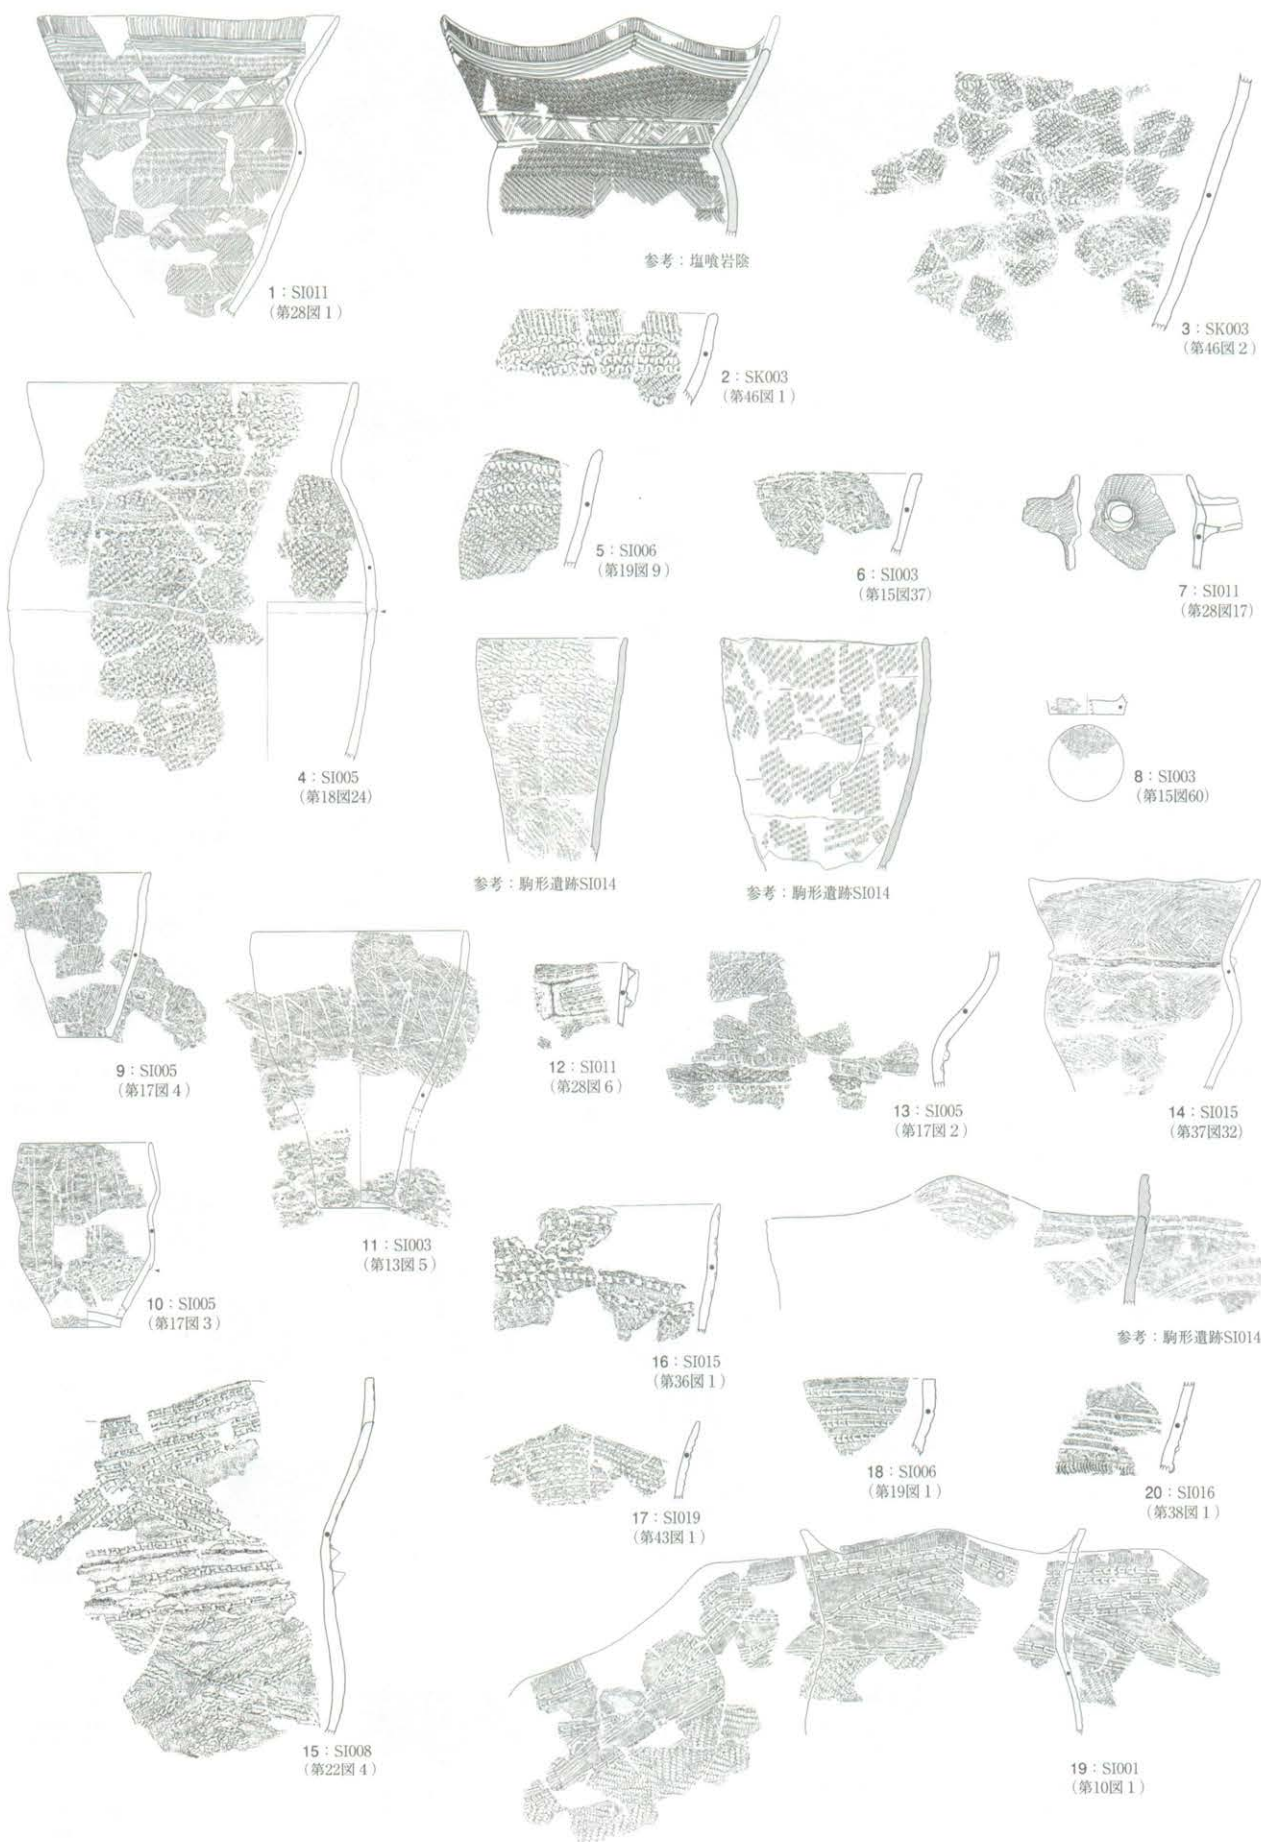 1：SI011
（第28図1）
参考：塩喰岩陰
3：SK003
（第46図2）
2：SK003
（第46図1）
5：SI006
（第19図9）
6：SI003
（第15図37）
7：SI011
（第28図17）
4：SI005
（第18図24）
8：SI003
（第15図60）
参考：駒形遺跡SI014
参考：駒形遺跡SI014
9：SI005
（第17図4）
12：SI011
（第28図6）
13：SI005
（第17図2）
14：SI015
（第37図32）
11：SI003
（第13図5）
10：SI005
（第17図3）
参考：駒形遺跡SI014
16：SI015
（第36図1）
18：SI006
（第19図1）
20：SI016
（第38図1）
17：SI019
（第43図1）
15：SI008
（第22図4）
19：SI001
（第10図1）